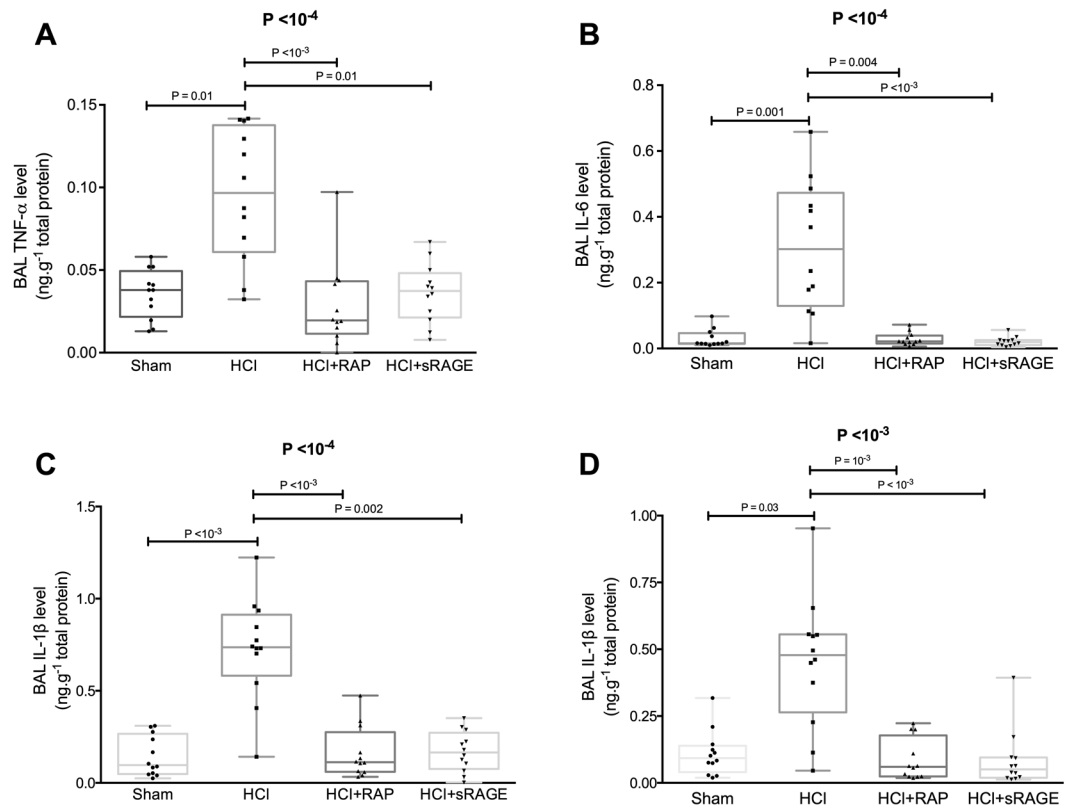 A
P <10-4
P <10-3
P = 0.01
P = 0.01
BAL TNF-α level
(ng.g-1 total protein)
0.15
0.10
0.05
0.00
Sham HCl HCl+RAP HCl+sRAGE
B
P <10-4
P = 0.004
P <10-3
P = 0.001
BAL IL-6 level
(ng.g-1 total protein)
0.8
0.6
0.4
0.2
0.0
Sham HCl HCl+RAP HCl+sRAGE
C
P <10-4
P <10-3
P = 0.002
P <10-3
BAL IL-1β level
(ng.g-1 total protein)
1.5
1.0
0.5
0.0
Sham HCl HCl+RAP HCl+sRAGE
D
P <10-3
P = 10-3
P < 10-3
P = 0.03
BAL IL-1β level
(ng.g-1 total protein)
1.00
0.75
0.50
0.25
0.00
Sham HCl HCl+RAP HCl+sRAGE